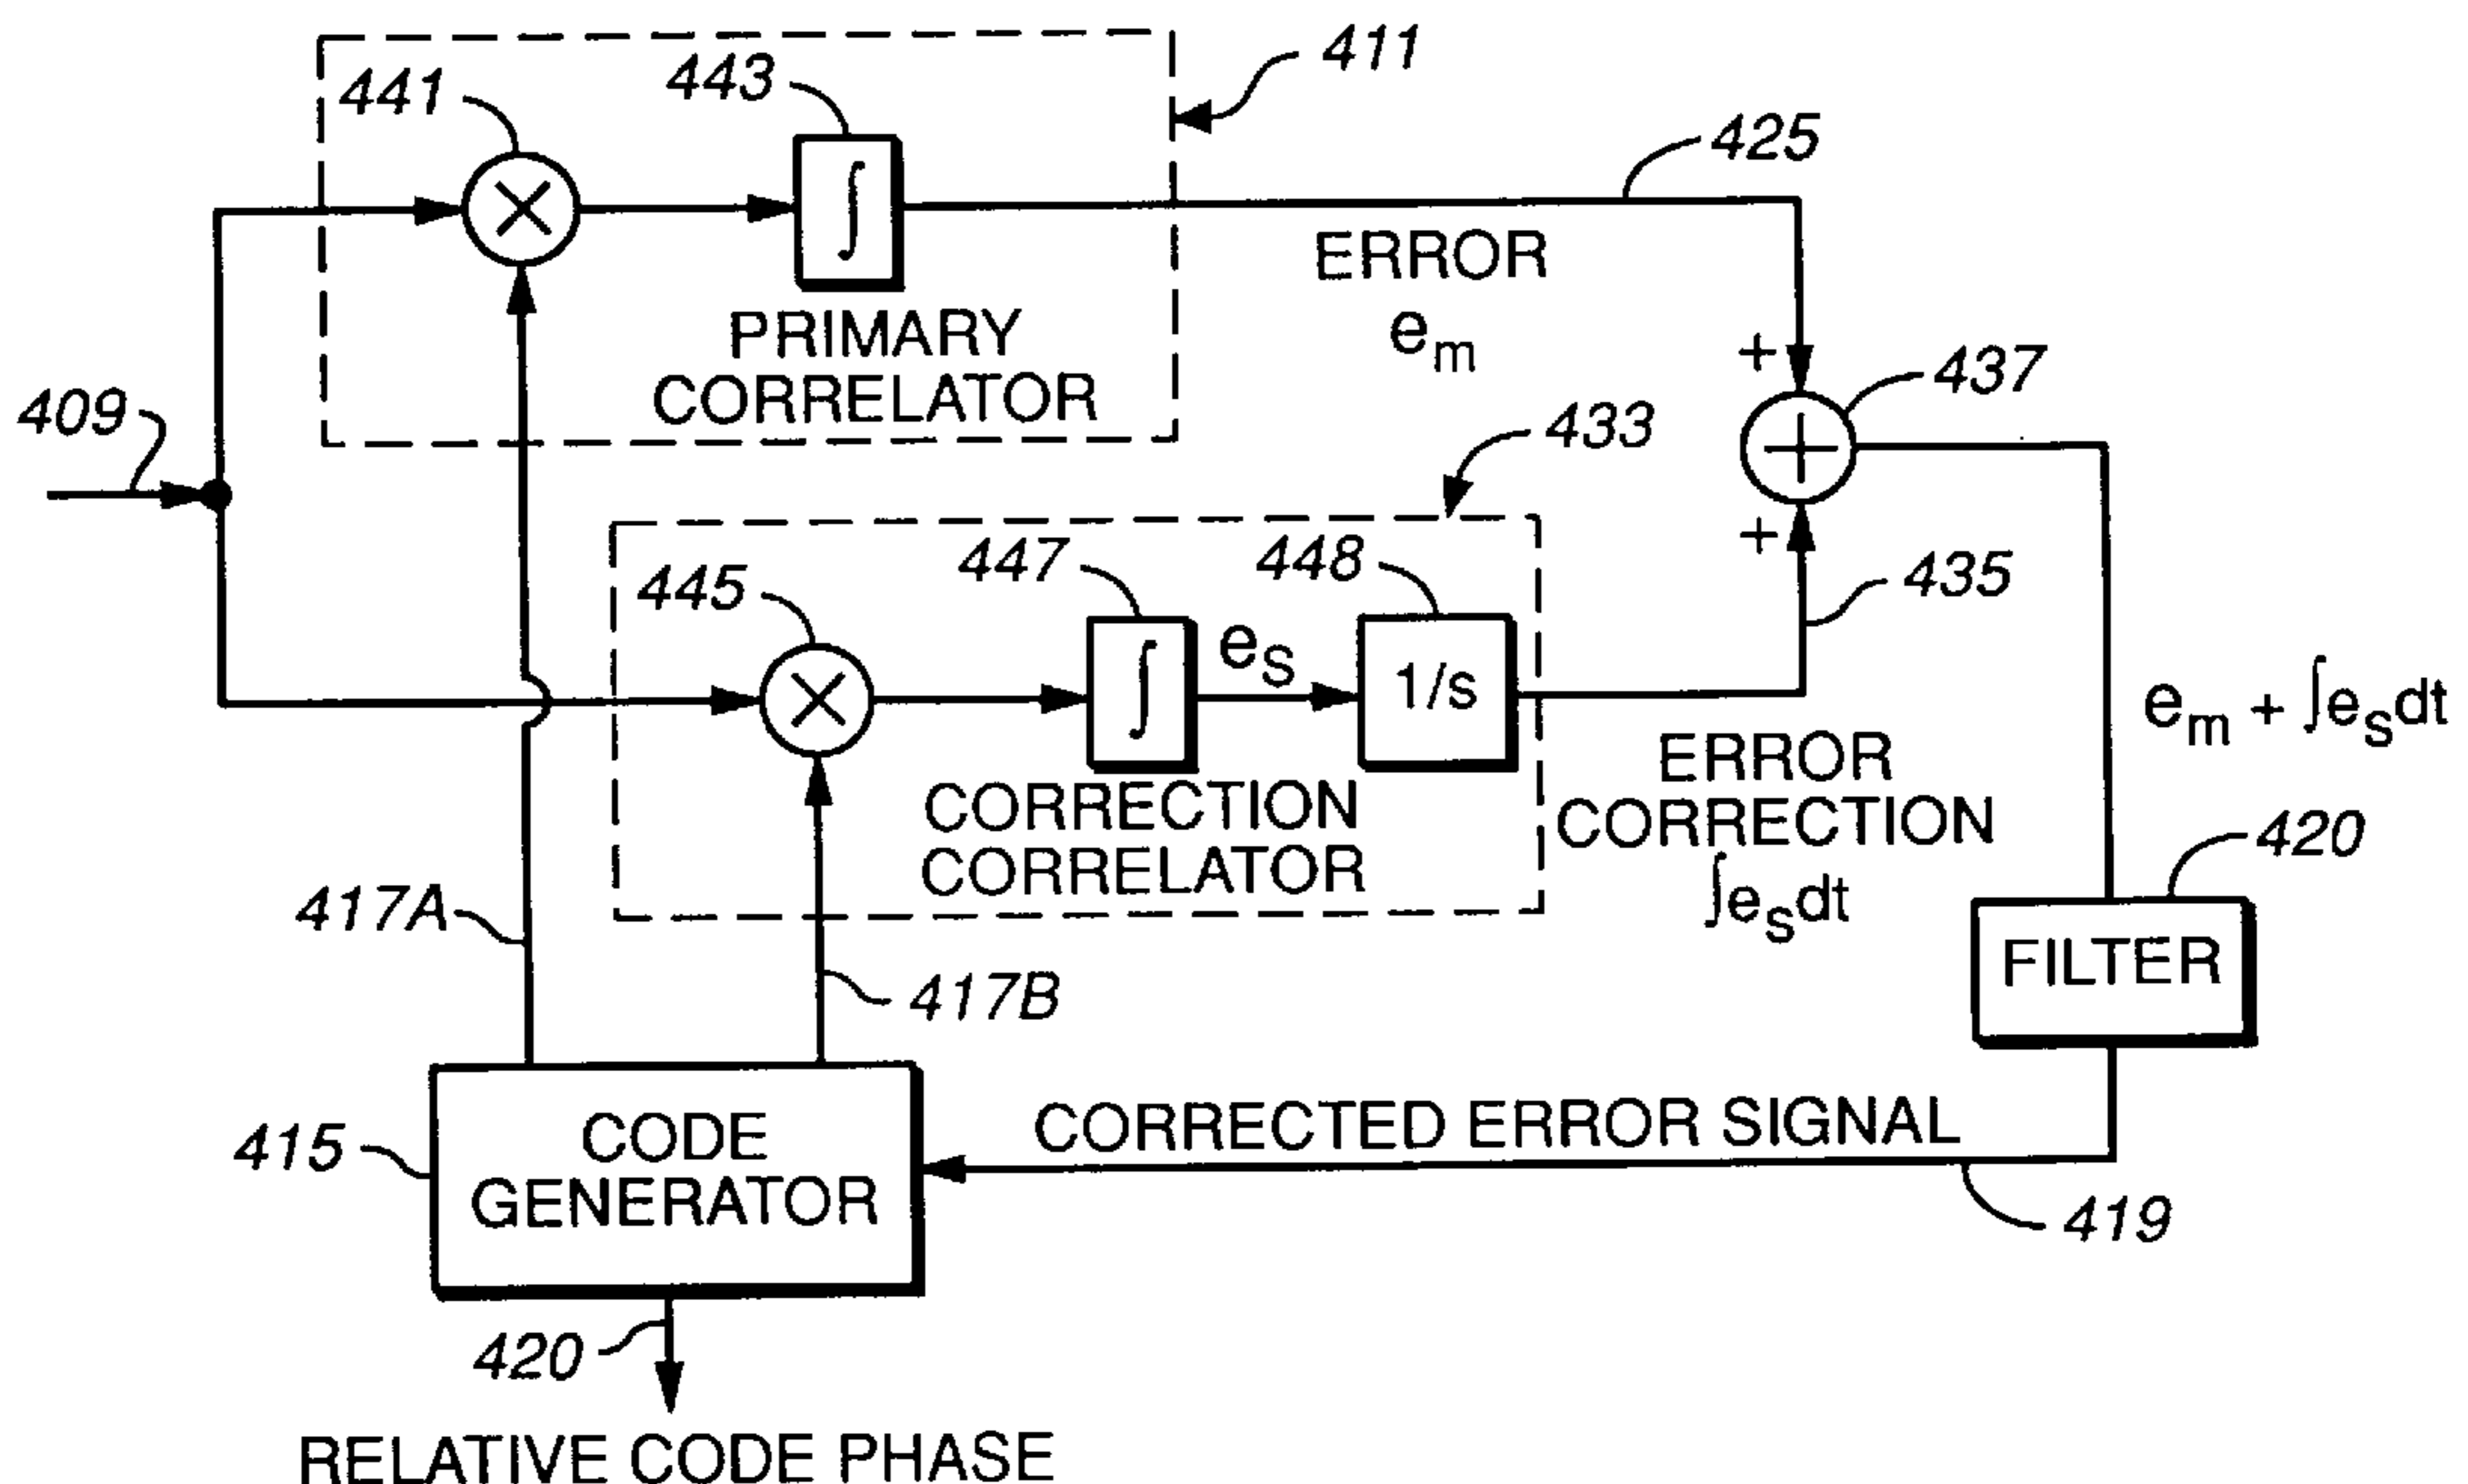 411
441
443
425
∫
ERROR
e_m
PRIMARY
CORRELATOR
+
437
409
433
+
445
447
448
435
∫
e_S
1/s
e_m + ∫e_S dt
CORRECTION
CORRELATOR
ERROR
CORRECTION
∫e_S dt
420
417A
417B
FILTER
415
CODE
GENERATOR
CORRECTED ERROR SIGNAL
419
420
RELATIVE CODE PHASE